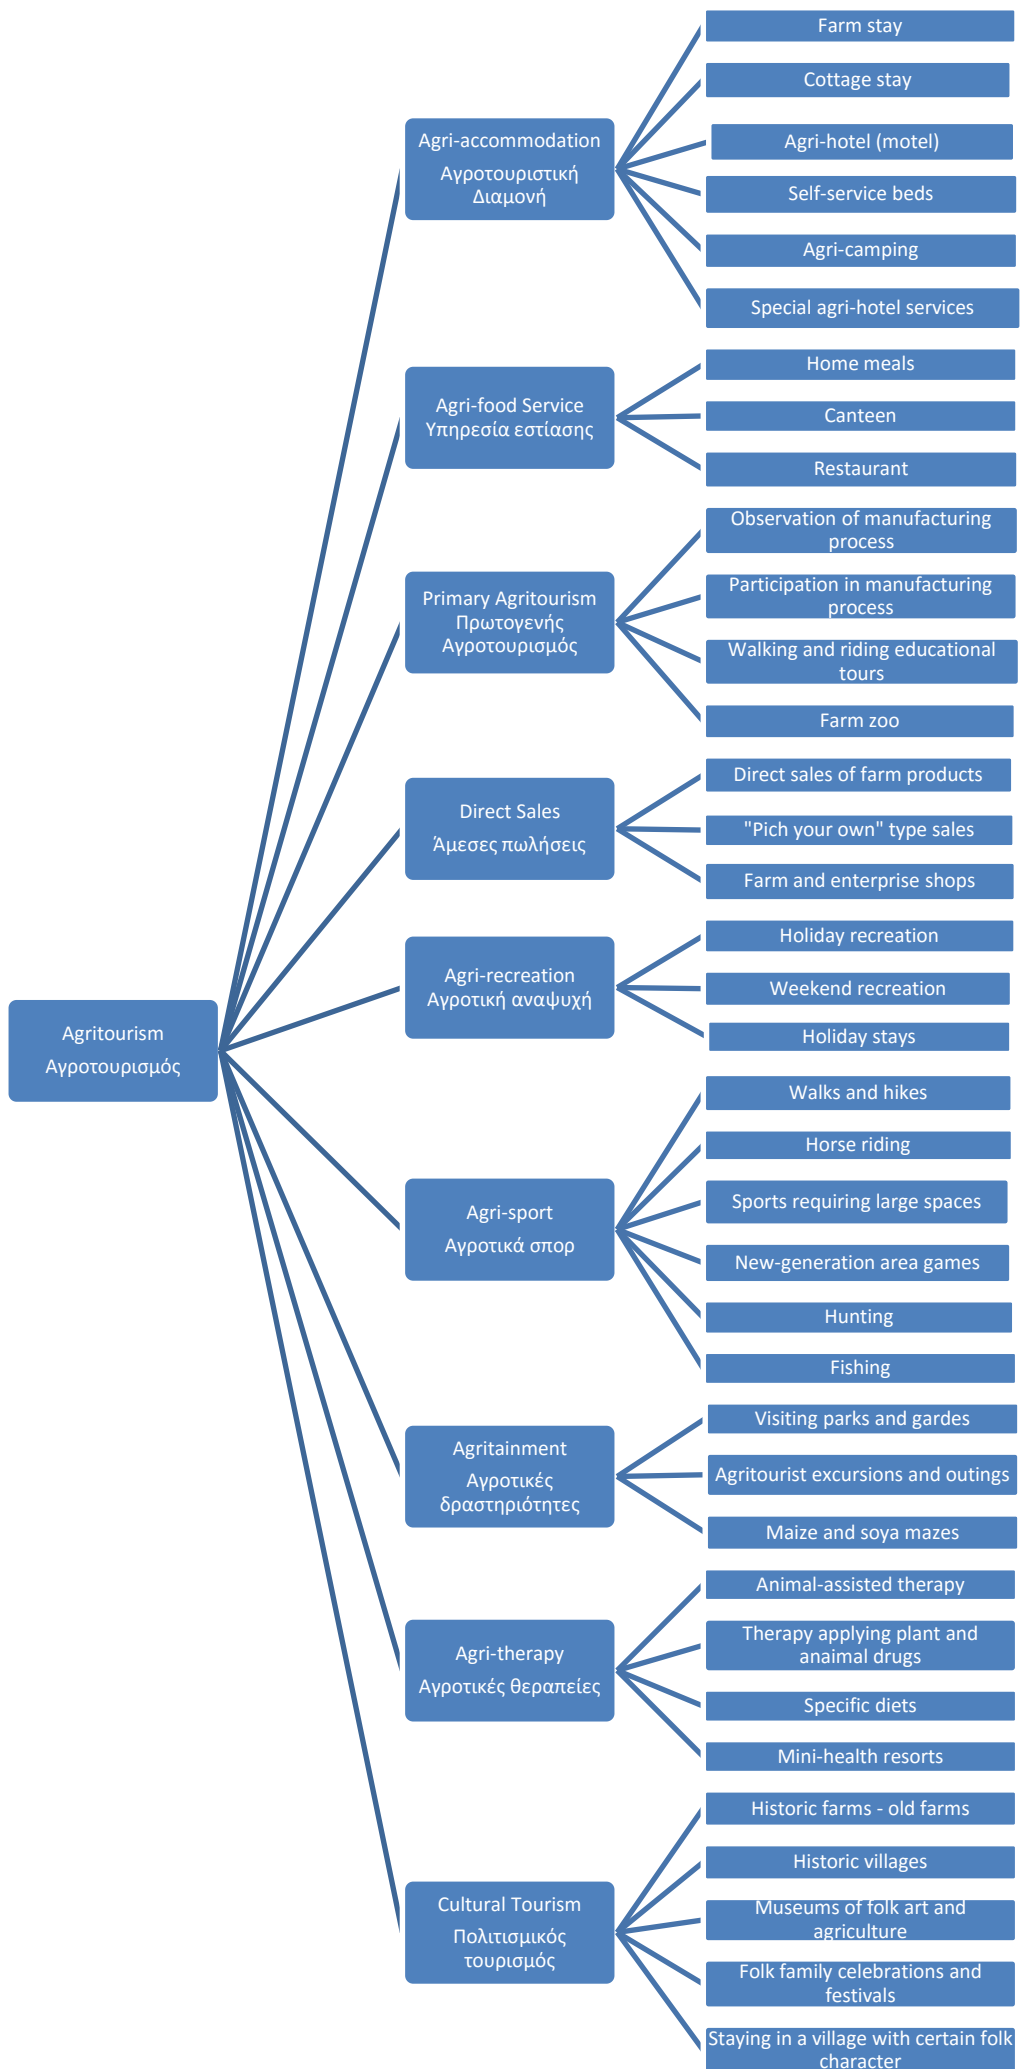 Agritourism
Αγροτουρισμός
Agri-accommodation
Αγροτουριστική
Διαμονή
Farm stay
Cottage stay
Agri-hotel (motel)
Self-service beds
Agri-camping
Special agri-hotel services
Agri-food Service
Υπηρεσία εστίασης
Home meals
Canteen
Restaurant
Primary Agritourism
Πρωτογενής
Αγροτουρισμός
Observation of manufacturing
process
Participation in manufacturing
process
Walking and riding educational
tours
Farm zoo
Direct Sales
Άμεσες πωλήσεις
Direct sales of farm products
"Pich your own" type sales
Farm and enterprise shops
Agri-recreation
Αγροτική αναψυχή
Holiday recreation
Weekend recreation
Holiday stays
Agri-sport
Αγροτικά σπορ
Walks and hikes
Horse riding
Sports requiring large spaces
New-generation area games
Hunting
Fishing
Agritainment
Αγροτικές
δραστηριότητες
Visiting parks and gardes
Agritourist excursions and outings
Maize and soya mazes
Agri-therapy
Αγροτικές θεραπείες
Animal-assisted therapy
Therapy applying plant and
anaimal drugs
Specific diets
Mini-health resorts
Cultural Tourism
Πολιτισμικός
τουρισμός
Historic farms - old farms
Historic villages
Museums of folk art and
agriculture
Folk family celebrations and
festivals
Staying in a village with certain folk
character